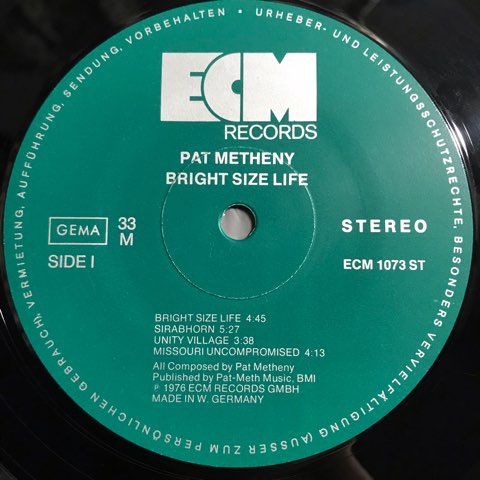 URHEBER- UND LEISTUNGSSCHUTZRECHTE, BESONDERS VERVIELFÄLTIGUNG (AUSSER ZUM PERSÖNLICHEN GEBRAUCH), VERMIETUNG, AUFFÜHRUNG, SENDUNG, VORBEHALTEN •
ECM
RECORDS
PAT METHENY
BRIGHT SIZE LIFE
GEMA 33 STEREO
M
SIDE I ECM 1073 ST
BRIGHT SIZE LIFE 4:45
SIRABHORN 5:27
UNITY VILLAGE 3:38
MISSOURI UNCOMPROMISED 4:13
All Composed by Pat Metheny
Published by Pat-Meth Music, BMI
℗ 1976 ECM RECORDS GMBH
MADE IN W. GERMANY